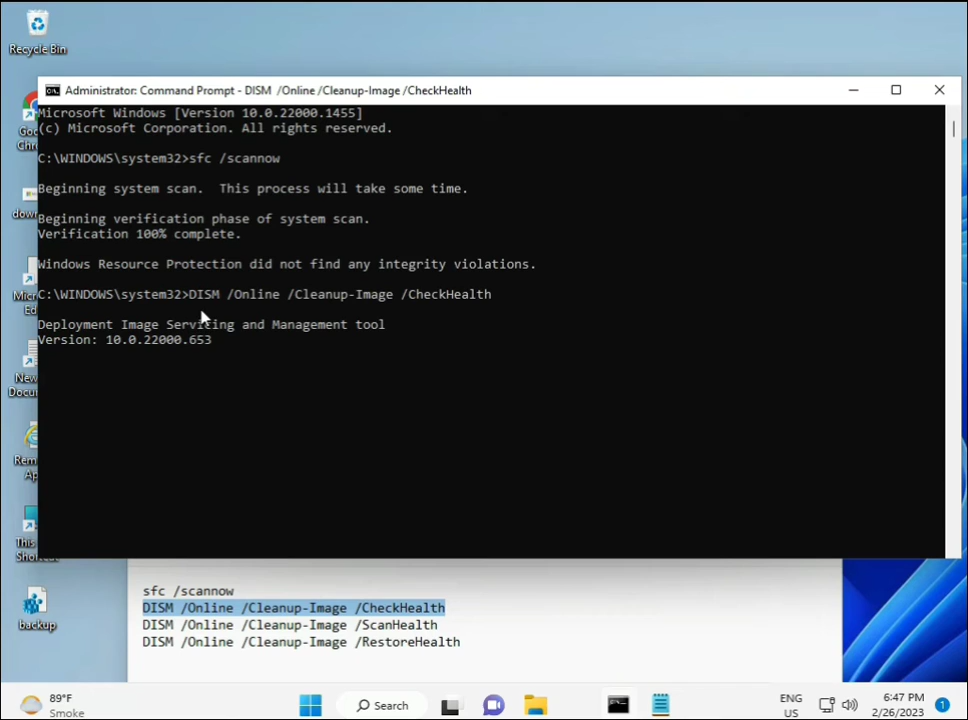 Recycle Bin
Administrator: Command Prompt - DISM /Online /Cleanup-Image /CheckHealth
Microsoft Windows [Version 10.0.22000.1455]
(c) Microsoft Corporation. All rights reserved.
C:\WINDOWS\system32>sfc /scannow
Beginning system scan.  This process will take some time.
Beginning verification phase of system scan.
Verification 100% complete.
Windows Resource Protection did not find any integrity violations.
C:\WINDOWS\system32>DISM /Online /Cleanup-Image /CheckHealth
Deployment Image Servicing and Management tool
Version: 10.0.22000.653
sfc /scannow
DISM /Online /Cleanup-Image /CheckHealth
DISM /Online /Cleanup-Image /ScanHealth
DISM /Online /Cleanup-Image /RestoreHealth
backup
89°F
Smoke
Search
ENG
US
6:47 PM
2/26/2023
1